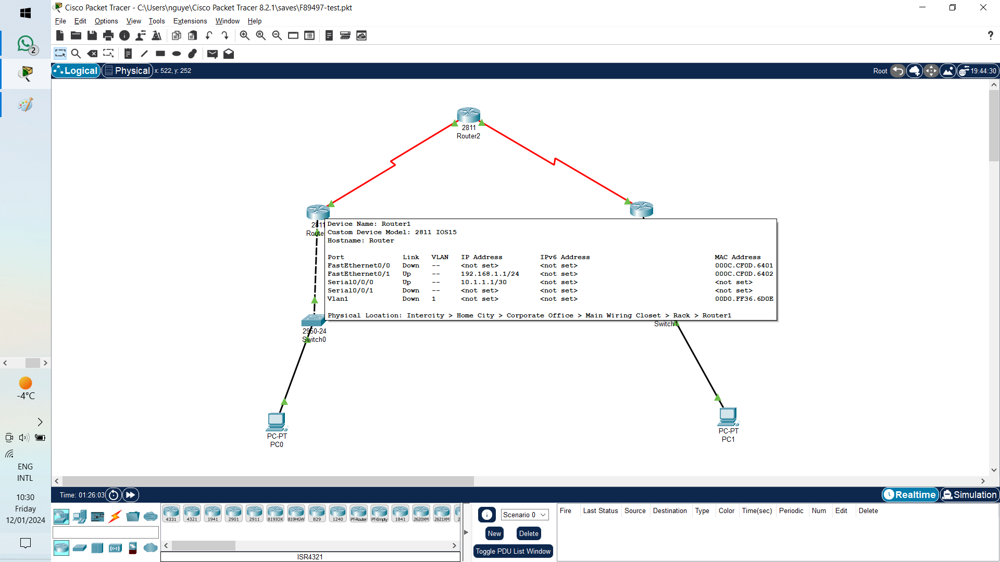 Cisco Packet Tracer - C:\Users\nguye\Cisco Packet Tracer 8.2.1\saves\F89497-test.pkt
File Edit Options View Tools Extensions Window Help
?
2
Logical Physical x: 522, y: 252 Root 19:44:30
2811
Router2
2811
Route
Device Name: Router1
Custom Device Model: 2811 IOS15
Hostname: Router
Port Link VLAN IP Address IPv6 Address MAC Address
FastEthernet0/0 Down -- <not set> <not set> 000C.CF0D.6401
FastEthernet0/1 Up -- 192.168.1.1/24 <not set> 000C.CF0D.6402
Serial0/0/0 Up -- 10.1.1.1/30 <not set> <not set>
Serial0/0/1 Down -- <not set> <not set> <not set>
Vlan1 Down 1 <not set> <not set> 00D0.FF36.6D0E
Physical Location: Intercity > Home City > Corporate Office > Main Wiring Closet > Rack > Router1
2950-24
Switch0
Switch1
PC-PT
PC0
PC-PT
PC1
-4°C
ENG
INTL
10:30
Friday
12/01/2024
Time: 01:26:03 Realtime Simulation
4331 4321 1941 2901 2911 819IOX 819HGW 829 1240 PT-Router PT-Empty 1841 2620XM 2621XM 2
ISR4321
Scenario 0
New Delete
Toggle PDU List Window
Fire Last Status Source Destination Type Color Time(sec) Periodic Num Edit Delete